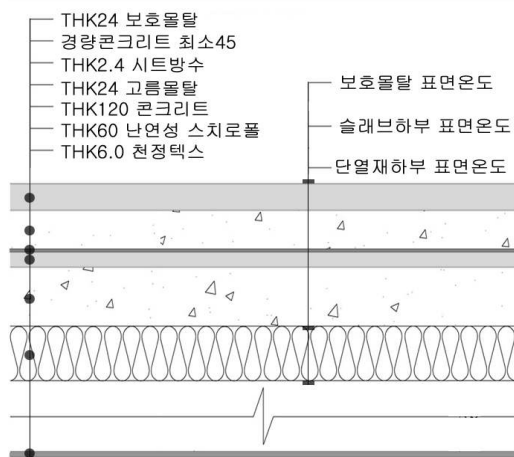 THK24 보호몰탈
경량콘크리트 최소45
THK2.4 시트방수
THK24 고름몰탈
THK120 콘크리트
THK60 난연성 스치로폴
THK6.0 천정텍스
보호몰탈 표면온도
슬래브하부 표면온도
단열재하부 표면온도